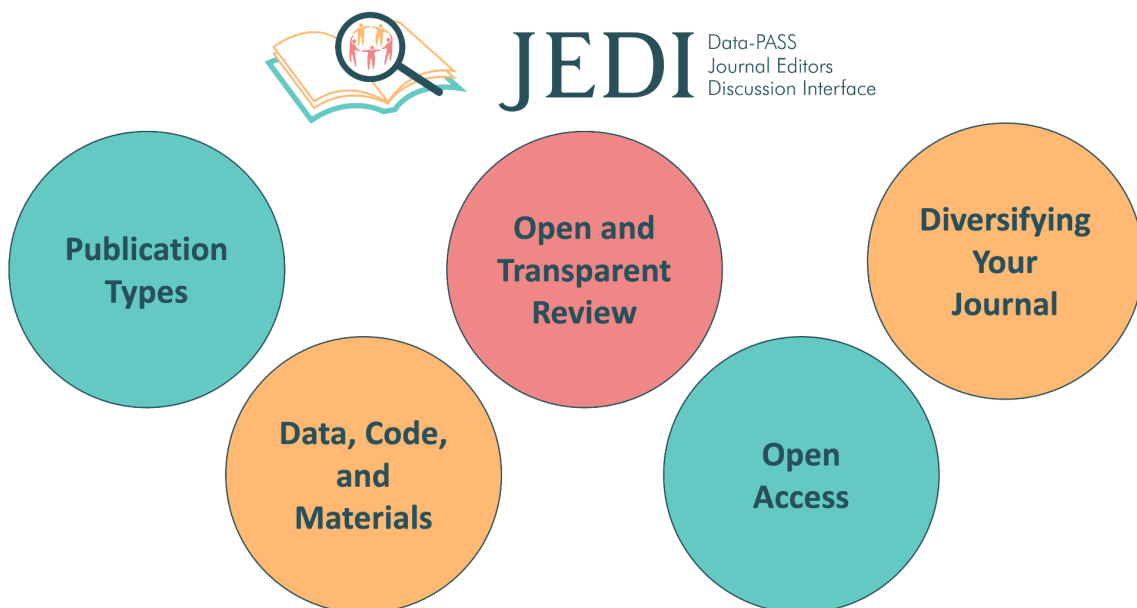 JEDI
Data-PASS
Journal Editors
Discussion Interface
Publication
Types
Open and
Transparent
Review
Diversifying
Your
Journal
Data, Code,
and
Materials
Open
Access